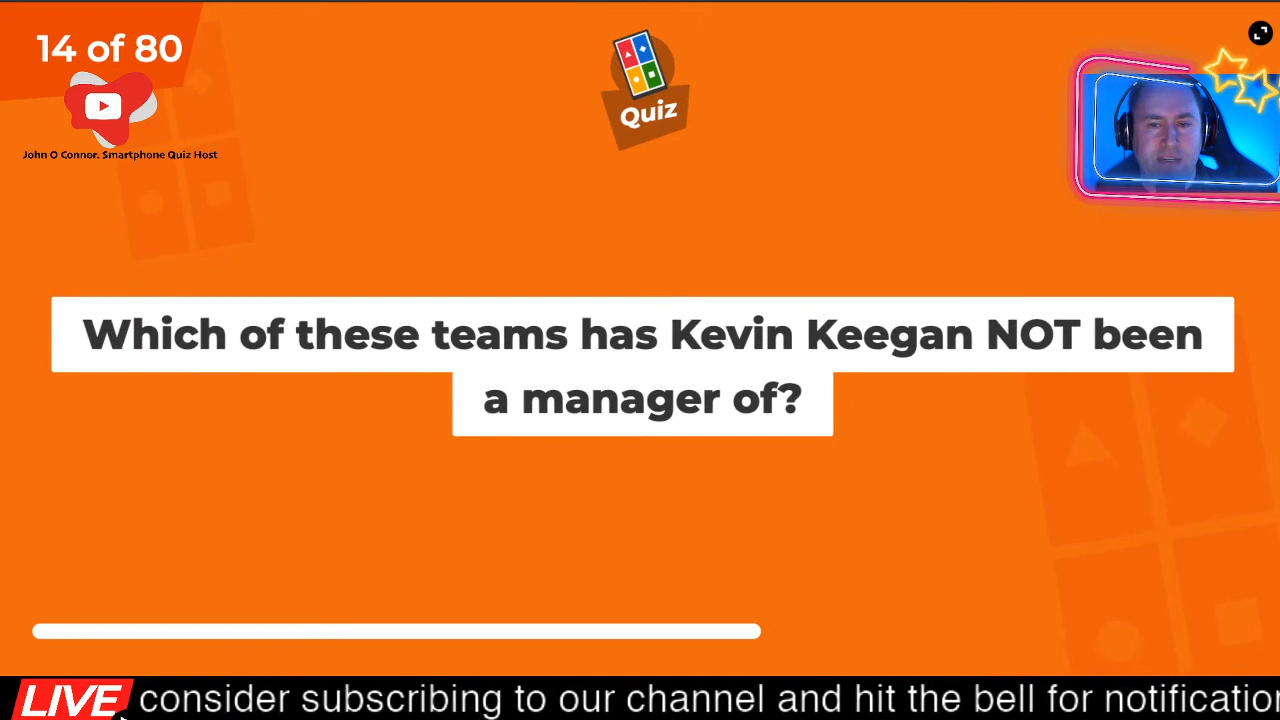 14 of 80
Quiz
John O Connor. Smartphone Quiz Host
Which of these teams has Kevin Keegan NOT been
a manager of?
LIVE
consider subscribing to our channel and hit the bell for notification